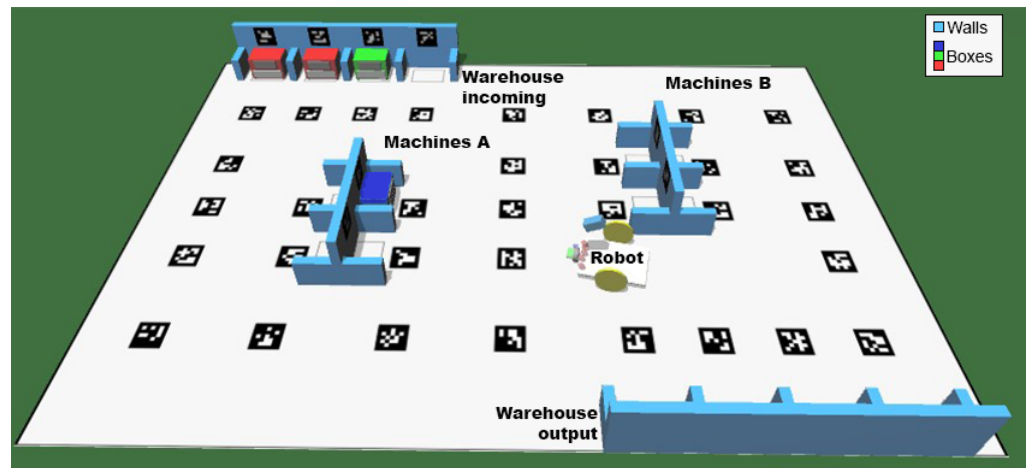 Walls
Boxes
Machines B
Warehouse
incoming
Machines A
Robot
Warehouse
output